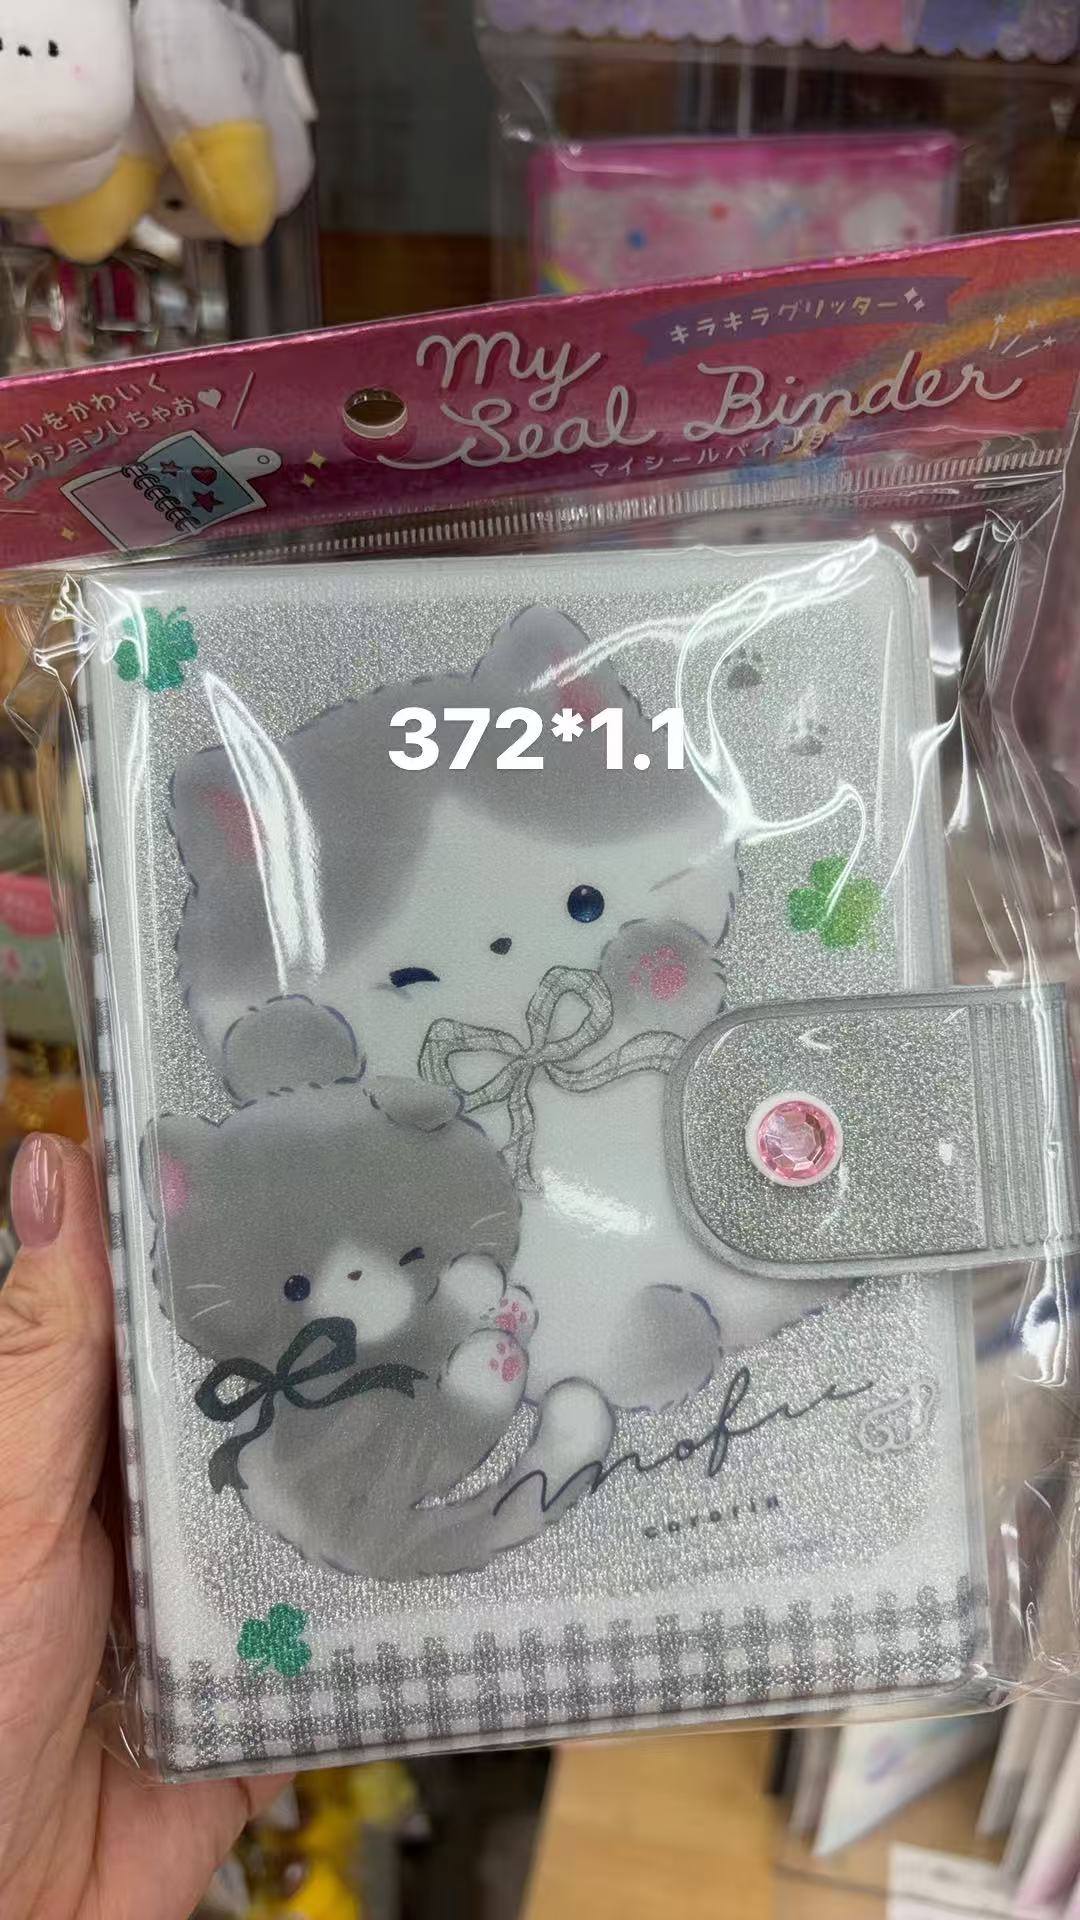 キラキラグリッター
My
Seal Binder
マイシールバインダー
ールをかわいく
コレクションしちゃお♥
372*1.1
mofu
cororin